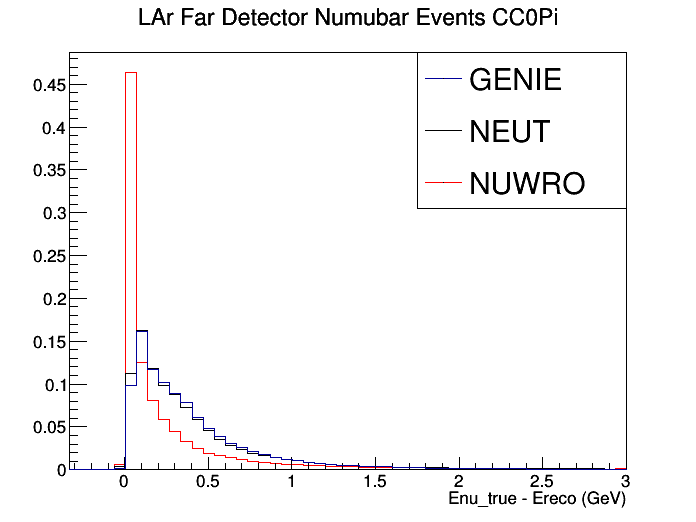 LAr Far Detector Numubar Events CC0Pi
GENIE
NEUT
NUWRO
0.45
0.4
0.35
0.3
0.25
0.2
0.15
0.1
0.05
0
0 0.5 1 1.5 2 2.5 3
Enu_true - Ereco (GeV)